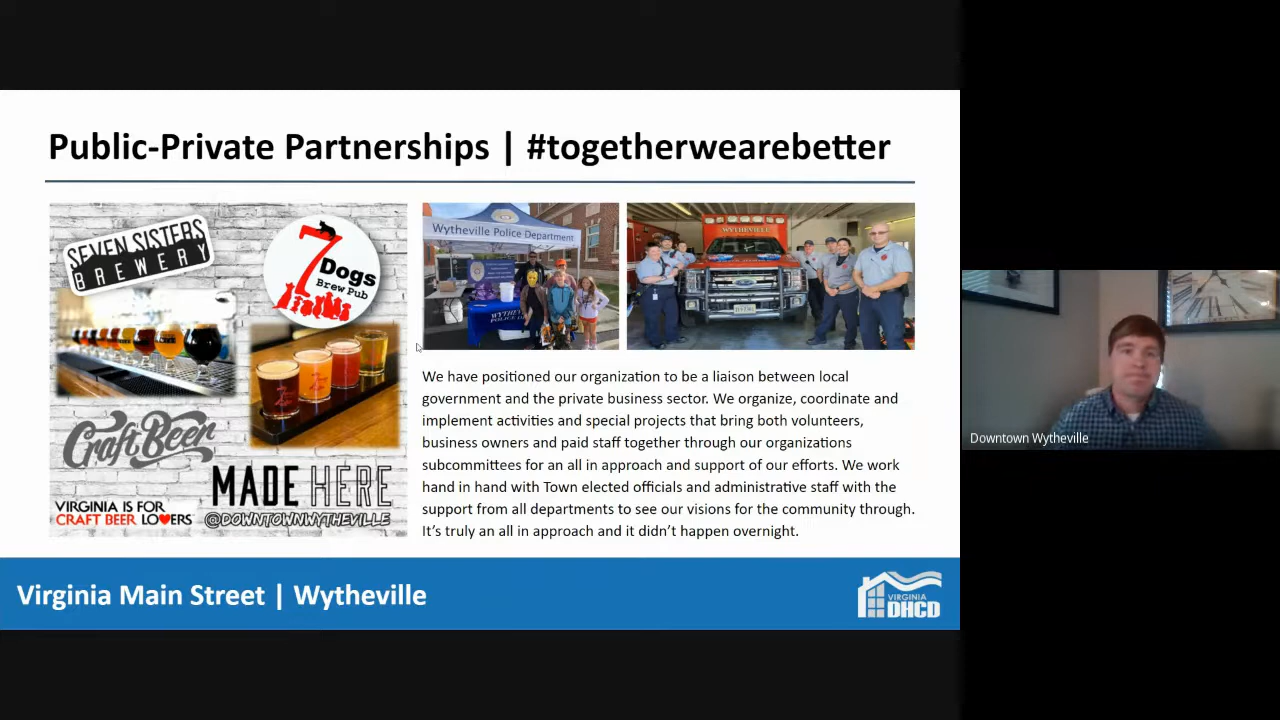 Public-Private Partnerships | #togetherwearebetter
SEVEN SISTERS
BREWERY
7
Dogs
Brew Pub
Craft Beer
MADE HERE
VIRGINIA IS FOR
CRAFT BEER LOVERS
@DOWNTOWNWYTHEVILLE
Wytheville Police Department
WYTHEVILLE
We have positioned our organization to be a liaison between local
government and the private business sector. We organize, coordinate and
implement activities and special projects that bring both volunteers,
business owners and paid staff together through our organizations
subcommittees for an all in approach and support of our efforts. We work
hand in hand with Town elected officials and administrative staff with the
support from all departments to see our visions for the community through.
It's truly an all in approach and it didn't happen overnight.
Virginia Main Street | Wytheville
VIRGINIA
DHCD
Downtown Wytheville